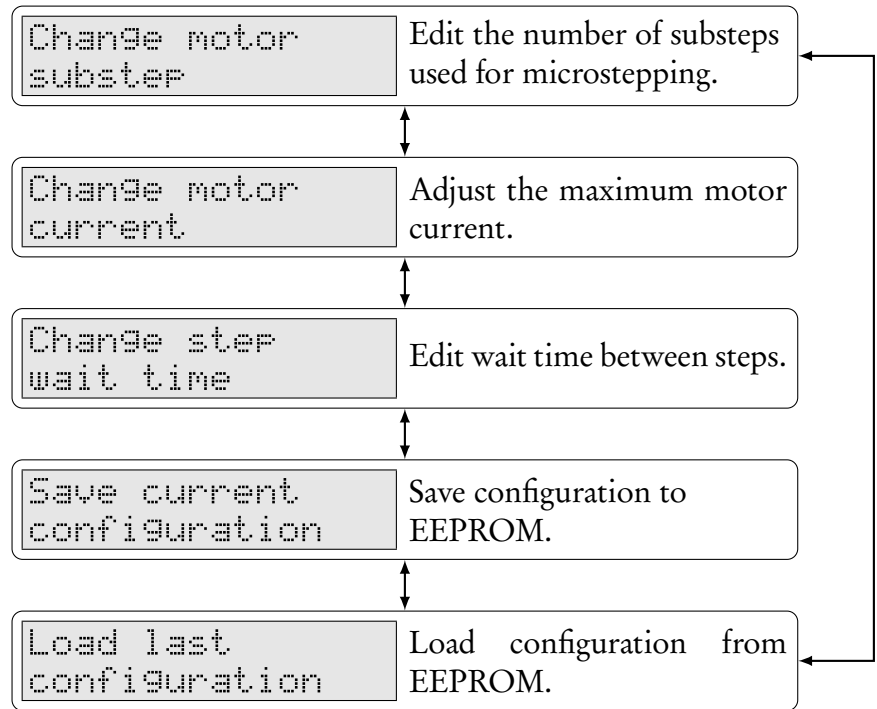 Change motor
substep
Edit the number of substeps
used for microstepping.
Change motor
current
Adjust the maximum motor
current.
Change step
wait time
Edit wait time between steps.
Save current
configuration
Save configuration to
EEPROM.
Load last
configuration
Load configuration from
EEPROM.